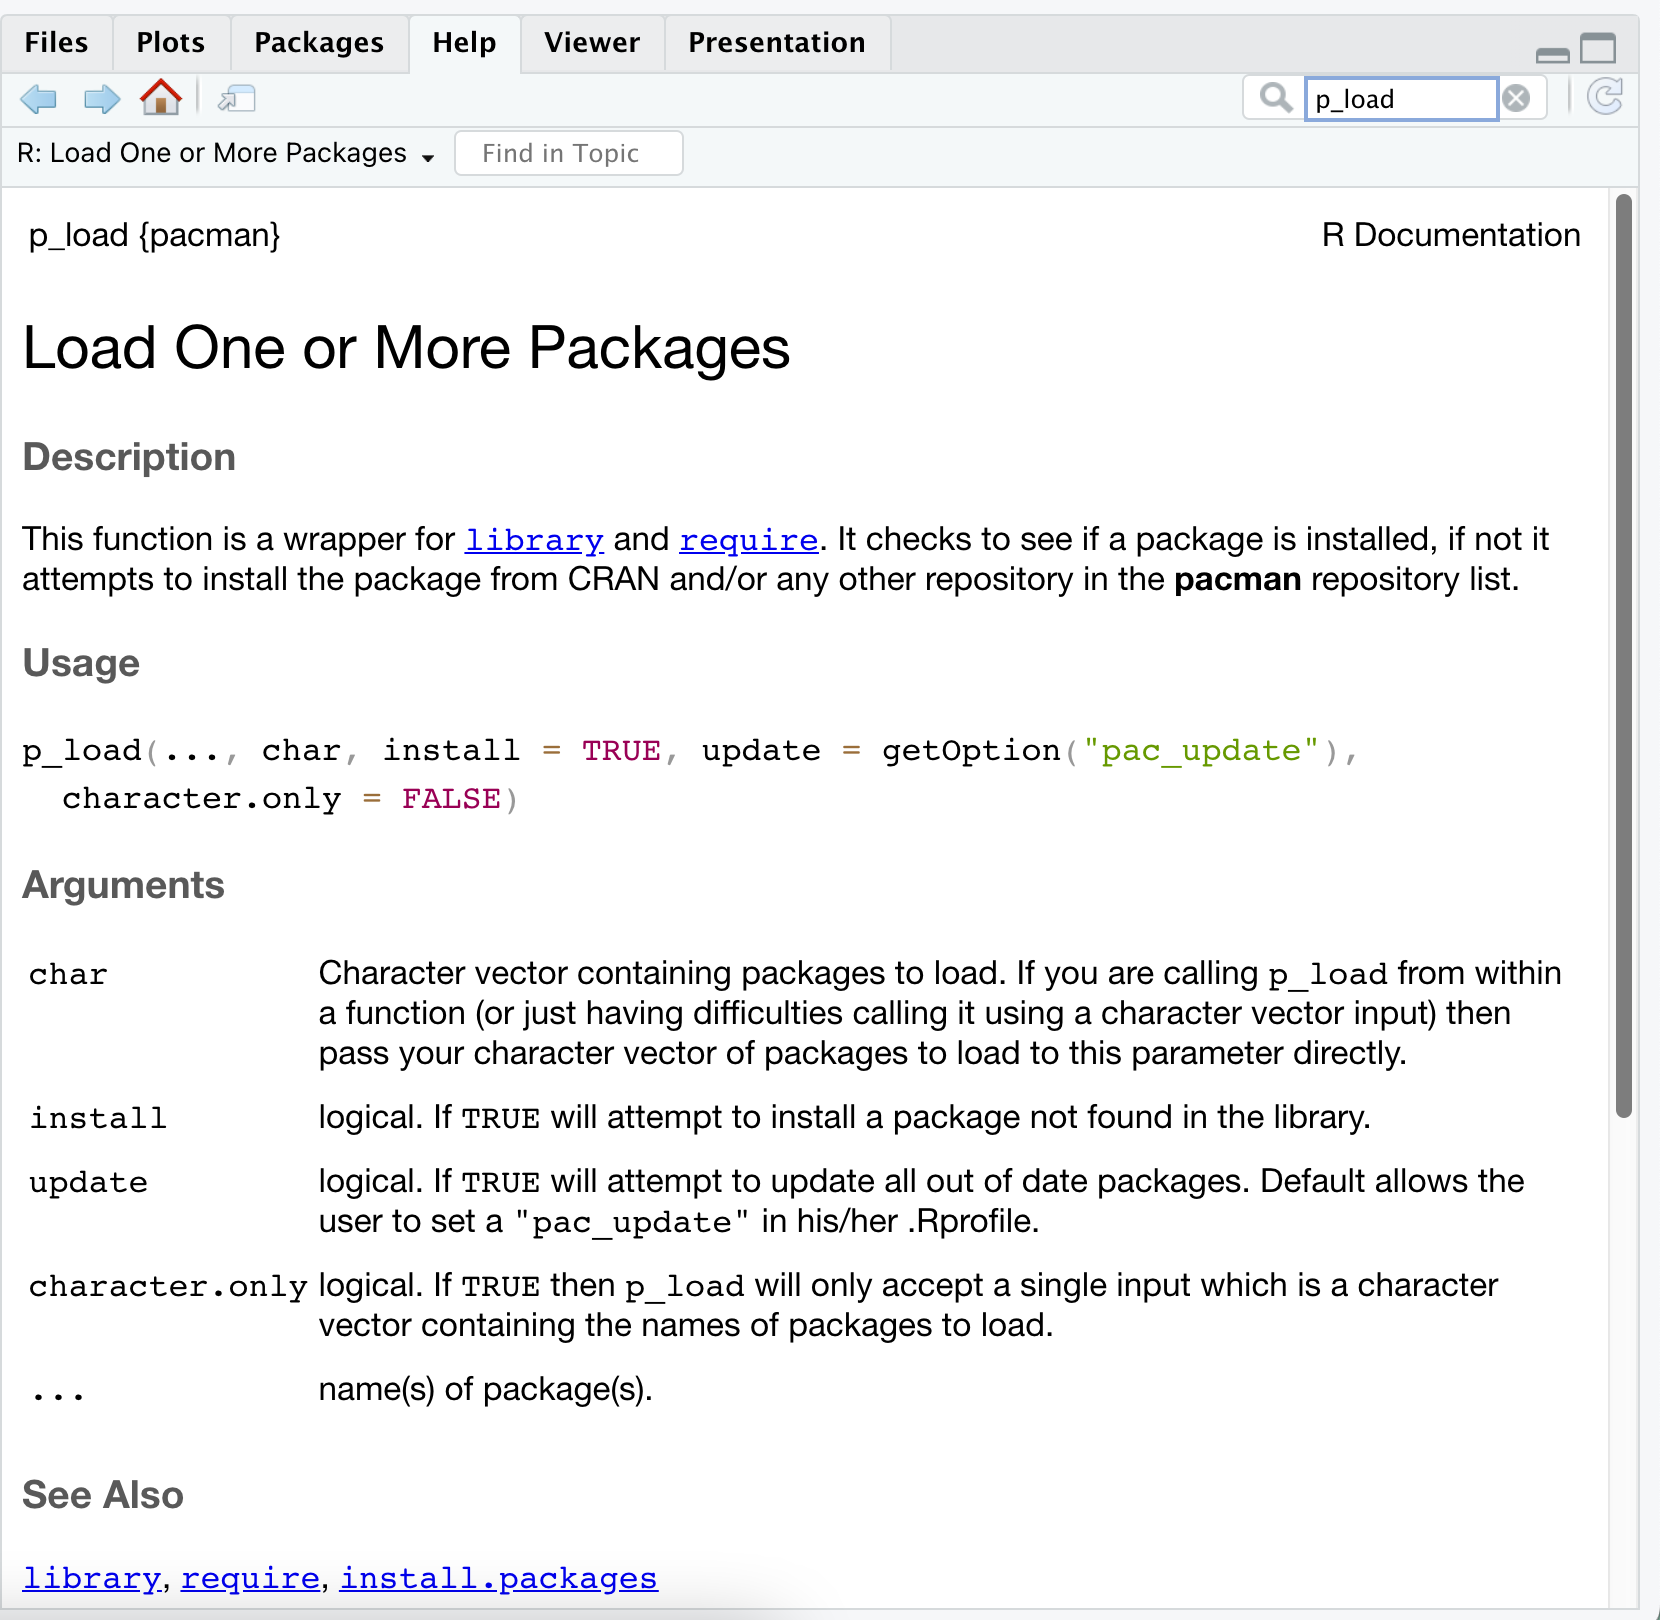 Files Plots Packages Help Viewer Presentation
p_load
R: Load One or More Packages Find in Topic
p_load {pacman} R Documentation
Load One or More Packages
Description
This function is a wrapper for library and require. It checks to see if a package is installed, if not it
attempts to install the package from CRAN and/or any other repository in the pacman repository list.
Usage
p_load(..., char, install = TRUE, update = getOption("pac_update"),
character.only = FALSE)
Arguments
char Character vector containing packages to load. If you are calling p_load from within
a function (or just having difficulties calling it using a character vector input) then
pass your character vector of packages to load to this parameter directly.
install logical. If TRUE will attempt to install a package not found in the library.
update logical. If TRUE will attempt to update all out of date packages. Default allows the
user to set a "pac_update" in his/her .Rprofile.
character.only logical. If TRUE then p_load will only accept a single input which is a character
vector containing the names of packages to load.
... name(s) of package(s).
See Also
library, require, install.packages